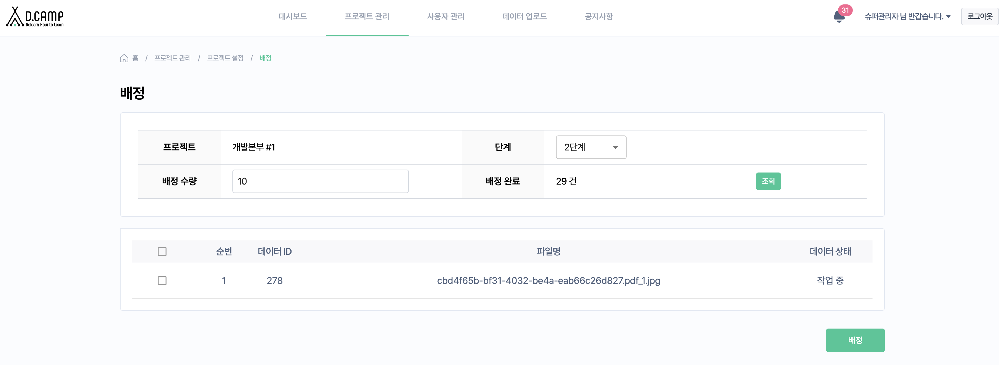 D.CAMP
Relearn How to Learn
대시보드 프로젝트 관리 사용자 관리 데이터 업로드 공지사항
31
슈퍼관리자 님 반갑습니다.
로그아웃
홈 / 프로젝트 관리 / 프로젝트 설정 / 배정
배정
프로젝트 개발본부 #1 단계 2단계
배정 수량 10 배정 완료 29 건 조회
순번 데이터 ID 파일명 데이터 상태
1 278 cbd4f65b-bf31-4032-be4a-eab66c26d827.pdf_1.jpg 작업 중
배정